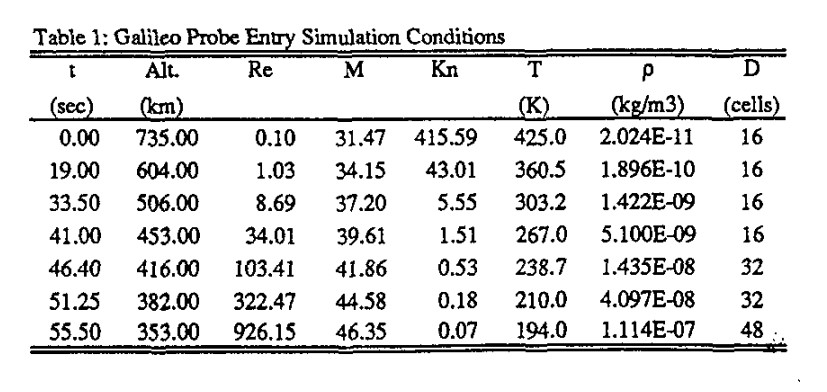 Table 1: Galileo Probe Entry Simulation Conditions
t Alt. Re M Kn T ρ D
(sec) (km) (K) (kg/m3) (cells)
0.00 735.00 0.10 31.47 415.59 425.0 2.024E-11 16
19.00 604.00 1.03 34.15 43.01 360.5 1.896E-10 16
33.50 506.00 8.69 37.20 5.55 303.2 1.422E-09 16
41.00 453.00 34.01 39.61 1.51 267.0 5.100E-09 16
46.40 416.00 103.41 41.86 0.53 238.7 1.435E-08 32
51.25 382.00 322.47 44.58 0.18 210.0 4.097E-08 32
55.50 353.00 926.15 46.35 0.07 194.0 1.114E-07 48